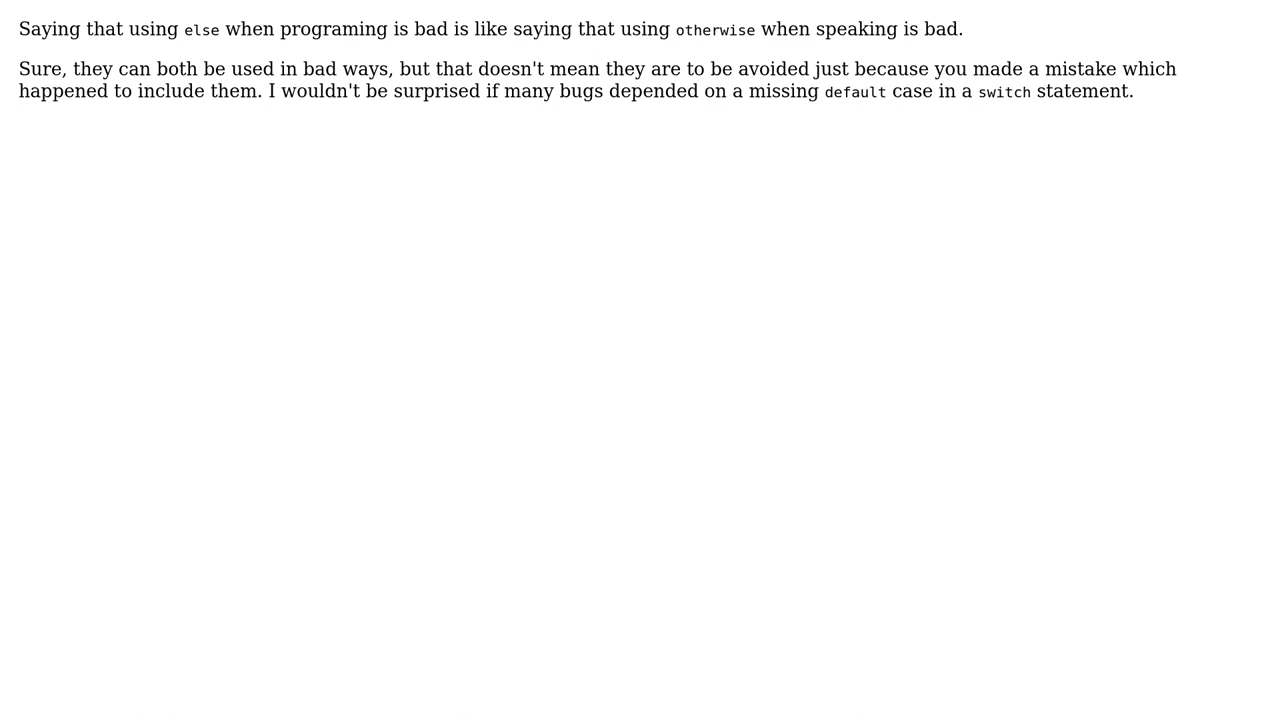 Saying that using else when programing is bad is like saying that using otherwise when speaking is bad.
Sure, they can both be used in bad ways, but that doesn't mean they are to be avoided just because you made a mistake which
happened to include them. I wouldn't be surprised if many bugs depended on a missing default case in a switch statement.